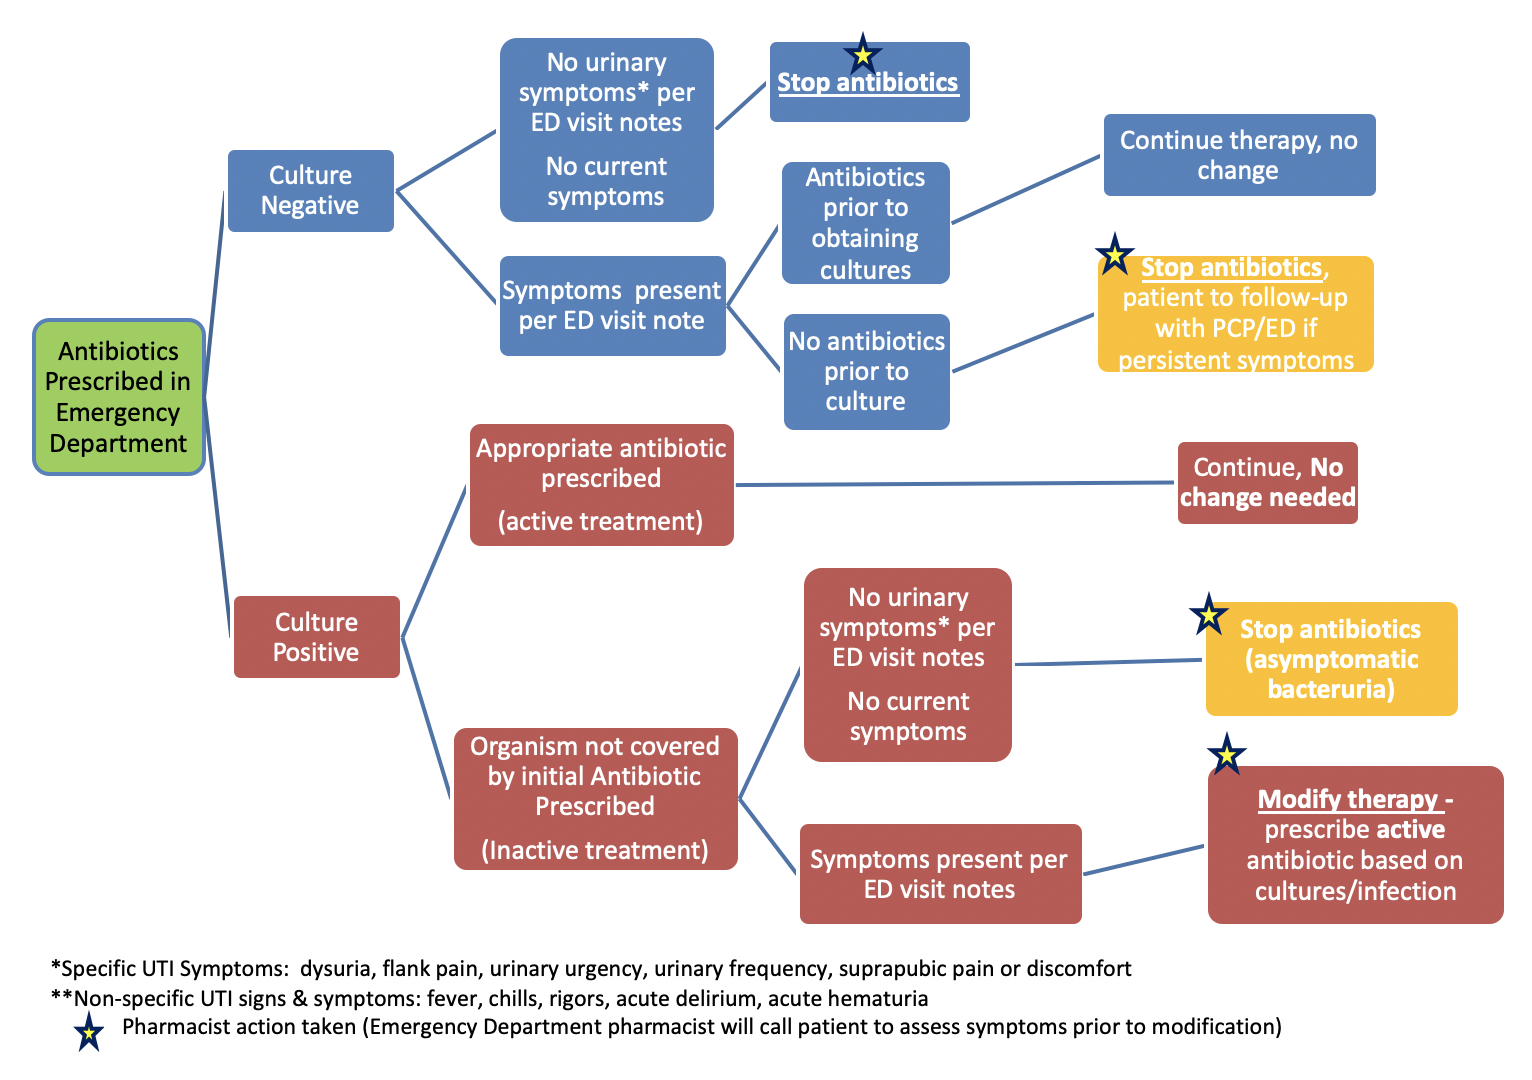 Antibiotics
Prescribed in
Emergency
Department
Culture
Negative
No urinary
symptoms* per
ED visit notes
No current
symptoms
Stop antibiotics
Symptoms present
per ED visit note
Antibiotics
prior to
obtaining
cultures
Continue therapy, no
change
No antibiotics
prior to
culture
Stop antibiotics,
patient to follow-up
with PCP/ED if
persistent symptoms
Culture
Positive
Appropriate antibiotic
prescribed
(active treatment)
Continue, No
change needed
Organism not covered
by initial Antibiotic
Prescribed
(Inactive treatment)
No urinary
symptoms* per
ED visit notes
No current
symptoms
Stop antibiotics
(asymptomatic
bacteruria)
Symptoms present per
ED visit notes
Modify therapy -
prescribe active
antibiotic based on
cultures/infection
*Specific UTI Symptoms: dysuria, flank pain, urinary urgency, urinary frequency, suprapubic pain or discomfort
**Non-specific UTI signs & symptoms: fever, chills, rigors, acute delirium, acute hematuria
Pharmacist action taken (Emergency Department pharmacist will call patient to assess symptoms prior to modification)